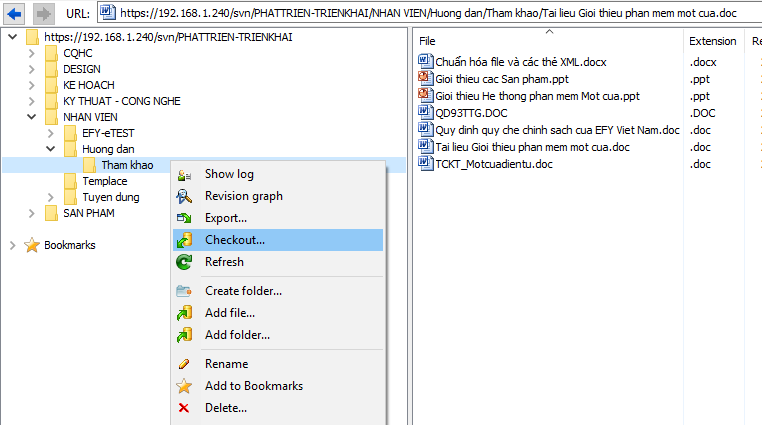 URL: https://192.168.1.240/svn/PHATTRIEN-TRIENKHAI/NHAN VIEN/Huong dan/Tham khao/Tai lieu Gioi thieu phan mem mot cua.doc
https://192.168.1.240/svn/PHATTRIEN-TRIENKHAI
CQHC
DESIGN
KE HOACH
KY THUAT - CONG NGHE
NHAN VIEN
EFY-eTEST
Huong dan
Tham khao
Templace
Tuyen dung
SAN PHAM
Bookmarks
Show log
Revision graph
Export...
Checkout...
Refresh
Create folder...
Add file...
Add folder...
Rename
Add to Bookmarks
Delete...
File Extension Re
Chuẩn hóa file và các thẻ XML.docx .docx
Gioi thieu cac San pham.ppt .ppt
Gioi thieu He thong phan mem Mot cua.ppt .ppt
QD93TTG.DOC .DOC
Quy dinh quy che chinh sach cua EFY Viet Nam.doc .doc
Tai lieu Gioi thieu phan mem mot cua.doc .doc
TCKT_Motcuadientu.doc .doc